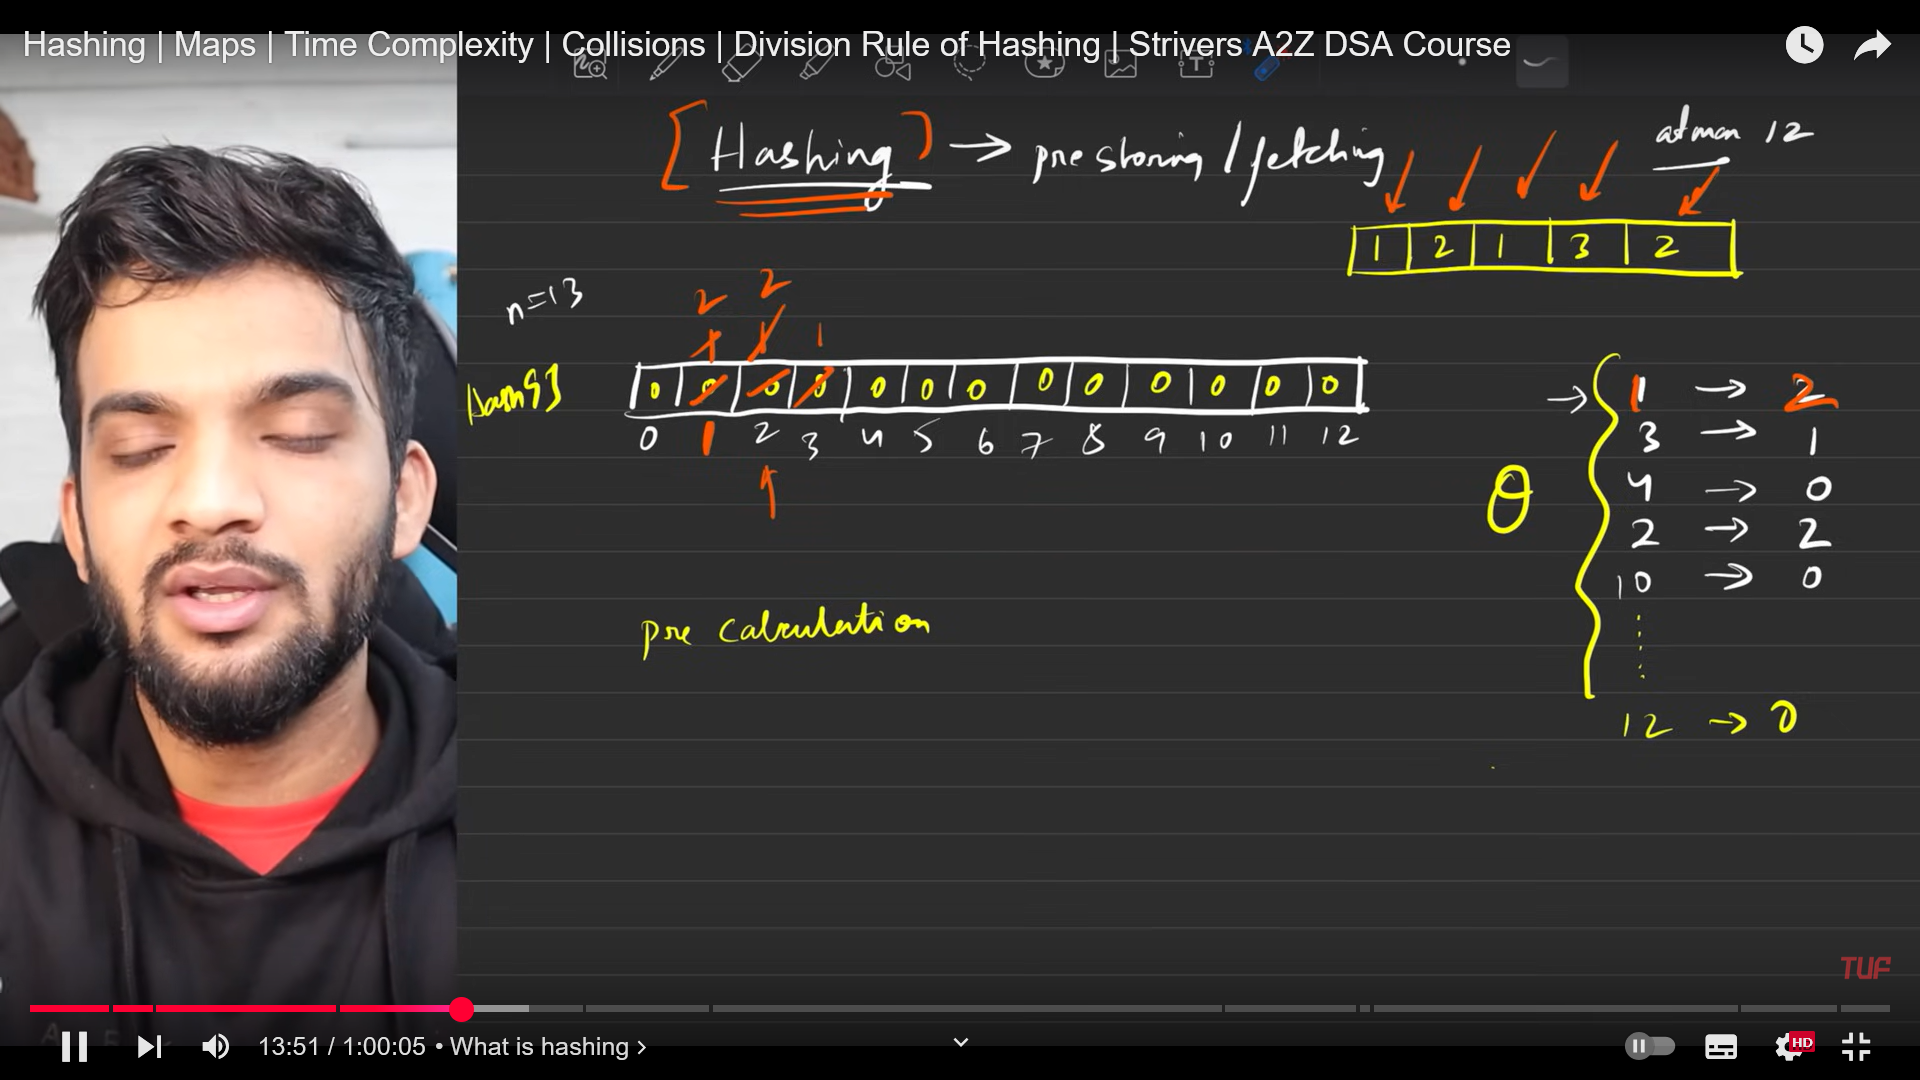 Hashing | Maps | Time Complexity | Collisions | Division Rule of Hashing | Strivers A2Z DSA Course
[Hashing] → pre storing / fetching
at max 12
1 2 1 3 2
n=13
2 2
1 1 1
0 0 0 0 0 0 0 0 0 0 0 0 0
0 1 2 3 4 5 6 7 8 9 10 11 12
1 → 2
3 → 1
4 → 0
2 → 2
10 → 0
12 → 0
pre calculation
TUF
13:51 / 1:00:05 • What is hashing ›
HD